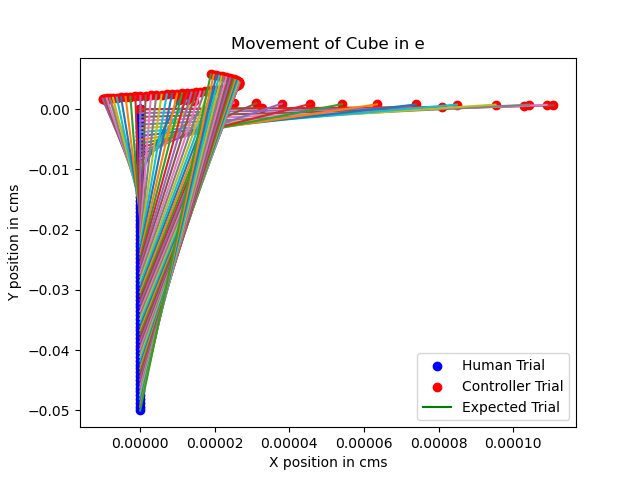 Movement of Cube in e
Y position in cms
0.00
−0.01
−0.02
−0.03
−0.04
−0.05
Human Trial
Controller Trial
Expected Trial
0.00000 0.00002 0.00004 0.00006 0.00008 0.00010
X position in cms